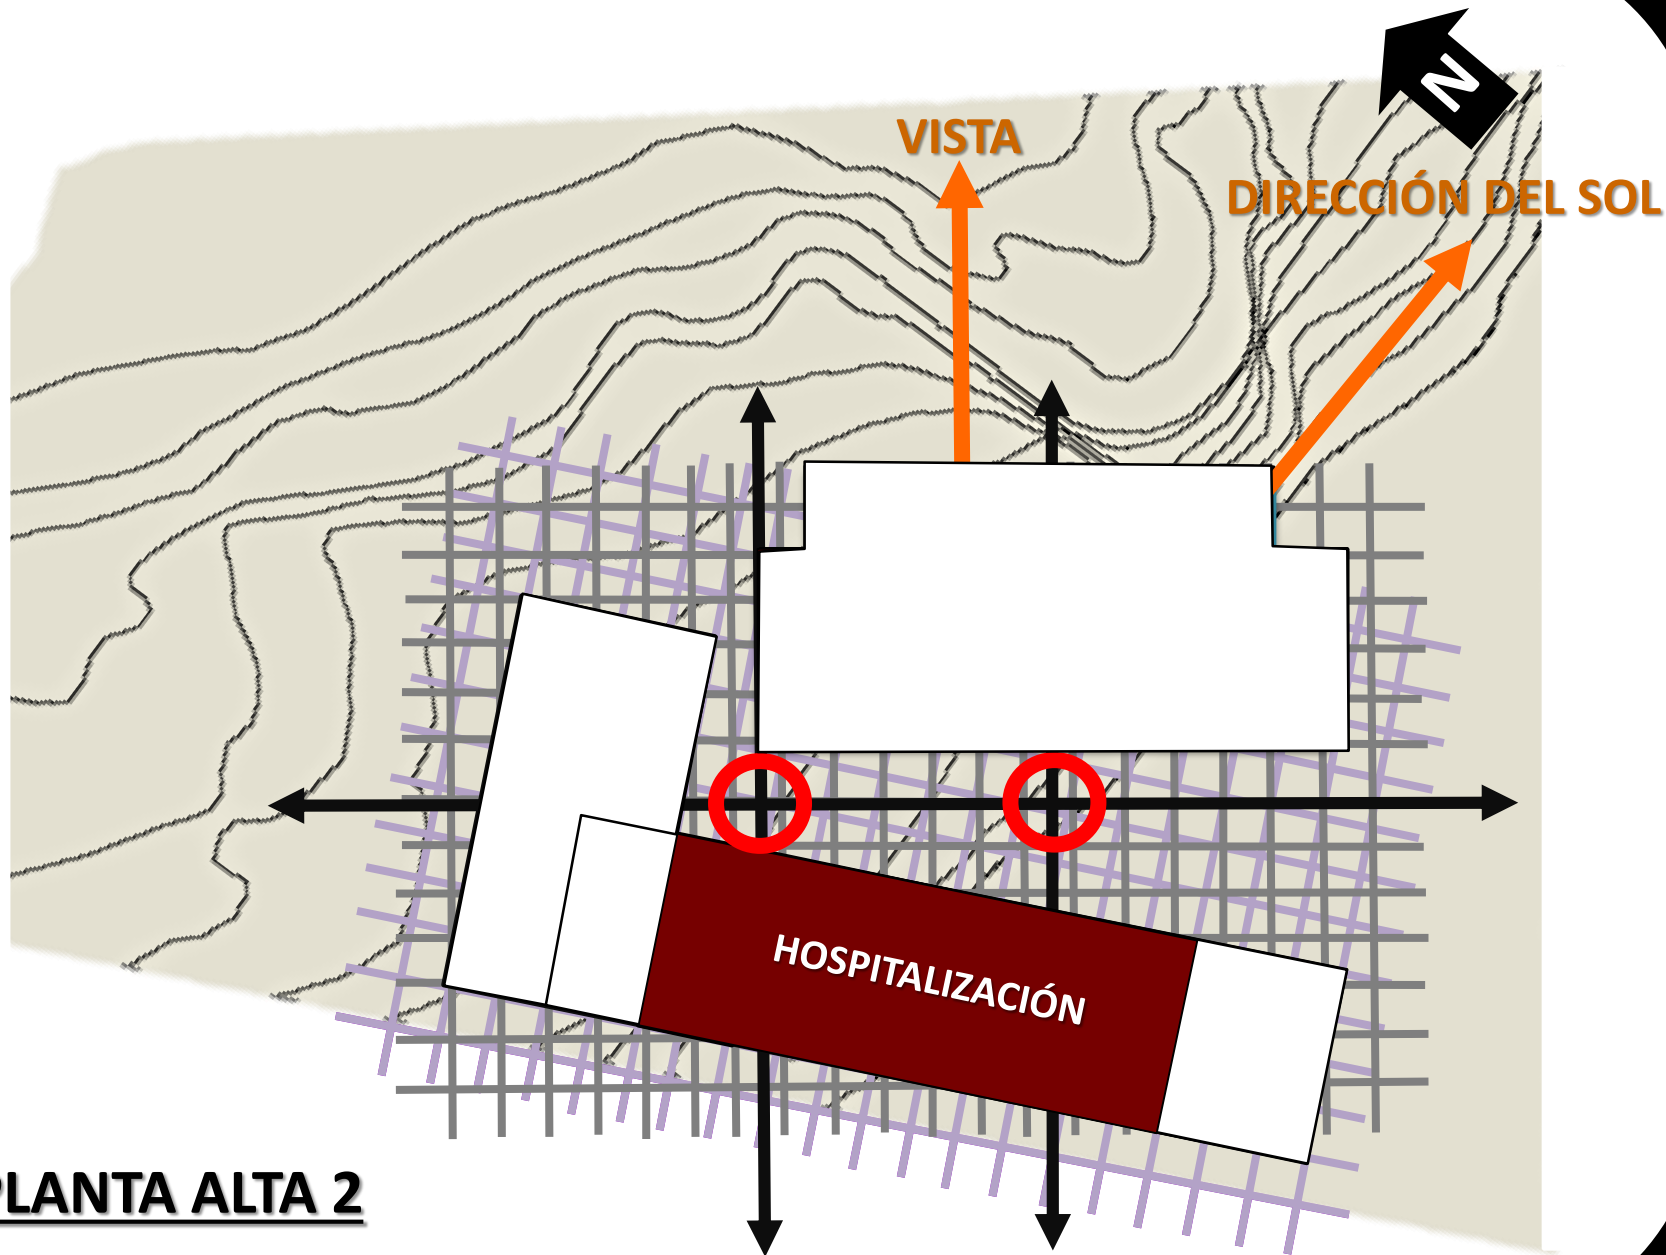 N
VISTA
DIRECCIÓN DEL SOL
HOSPITALIZACIÓN
PLANTA ALTA 2